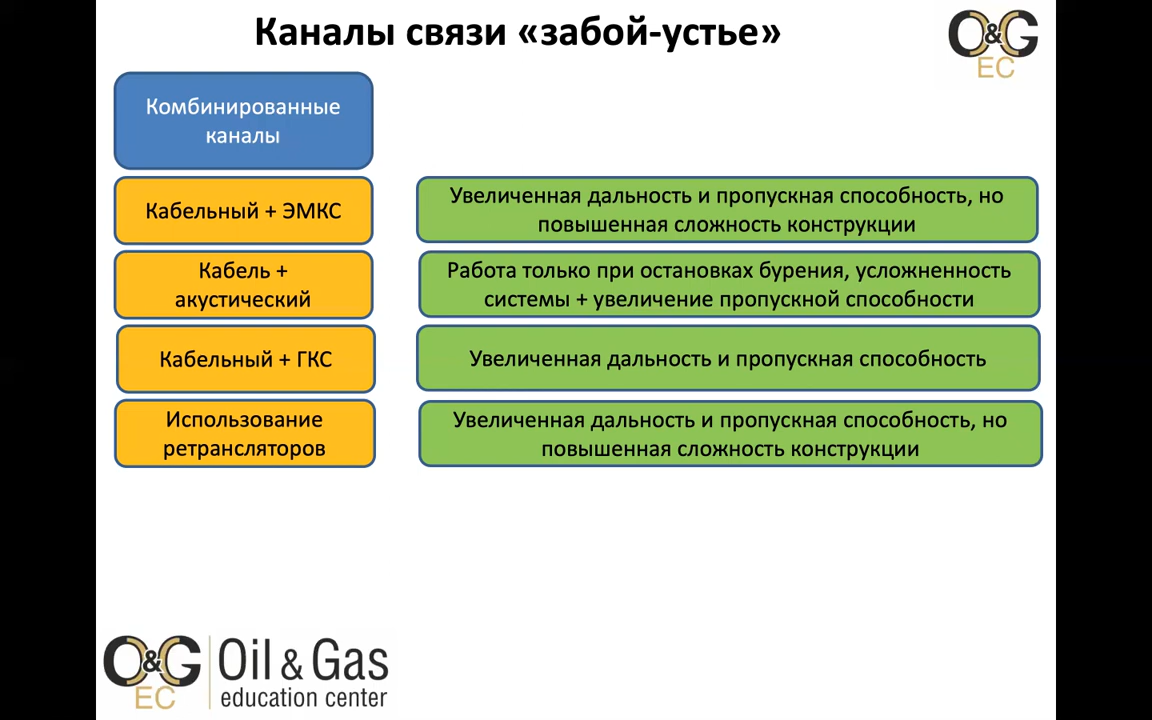 Каналы связи «забой-устье»
O&G
EC
Комбинированные
каналы
Кабельный + ЭМКС
Увеличенная дальность и пропускная способность, но
повышенная сложность конструкции
Кабель +
акустический
Работа только при остановках бурения, усложненность
системы + увеличение пропускной способности
Кабельный + ГКС
Увеличенная дальность и пропускная способность
Использование
ретрансляторов
Увеличенная дальность и пропускная способность, но
повышенная сложность конструкции
O&G
EC
Oil & Gas
education center